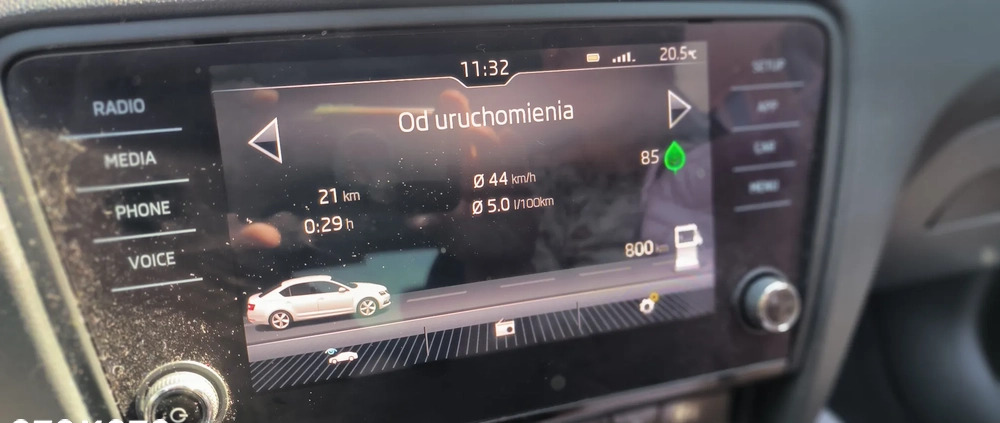 11:32
20.5°C
RADIO
MEDIA
PHONE
VOICE
Od uruchomienia
85
21 km
Ø 44 km/h
0:29 h
Ø 5.0 l/100km
800 km
SETUP
APP
CAR
MENU